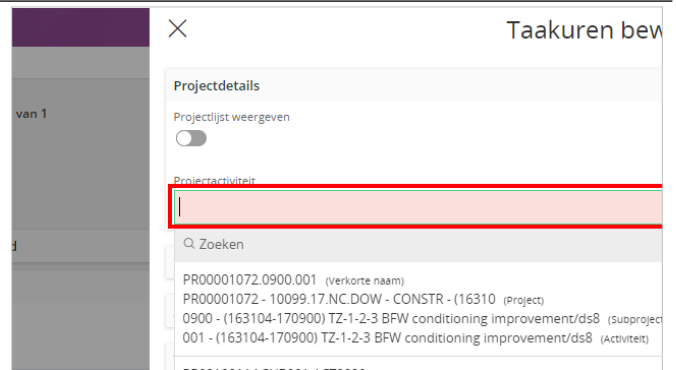 Taakuren bew
Projectdetails
van 1
Projectlijst weergeven
Projectactiviteit
Zoeken
PR00001072.0900.001 (Verkorte naam)
PR00001072 - 10099.17.NC.DOW - CONSTR - (16310 (Project)
0900 - (163104-170900) TZ-1-2-3 BFW conditioning improvement/ds8 (Subproject
001 - (163104-170900) TZ-1-2-3 BFW conditioning improvement/ds8 (Activiteit)